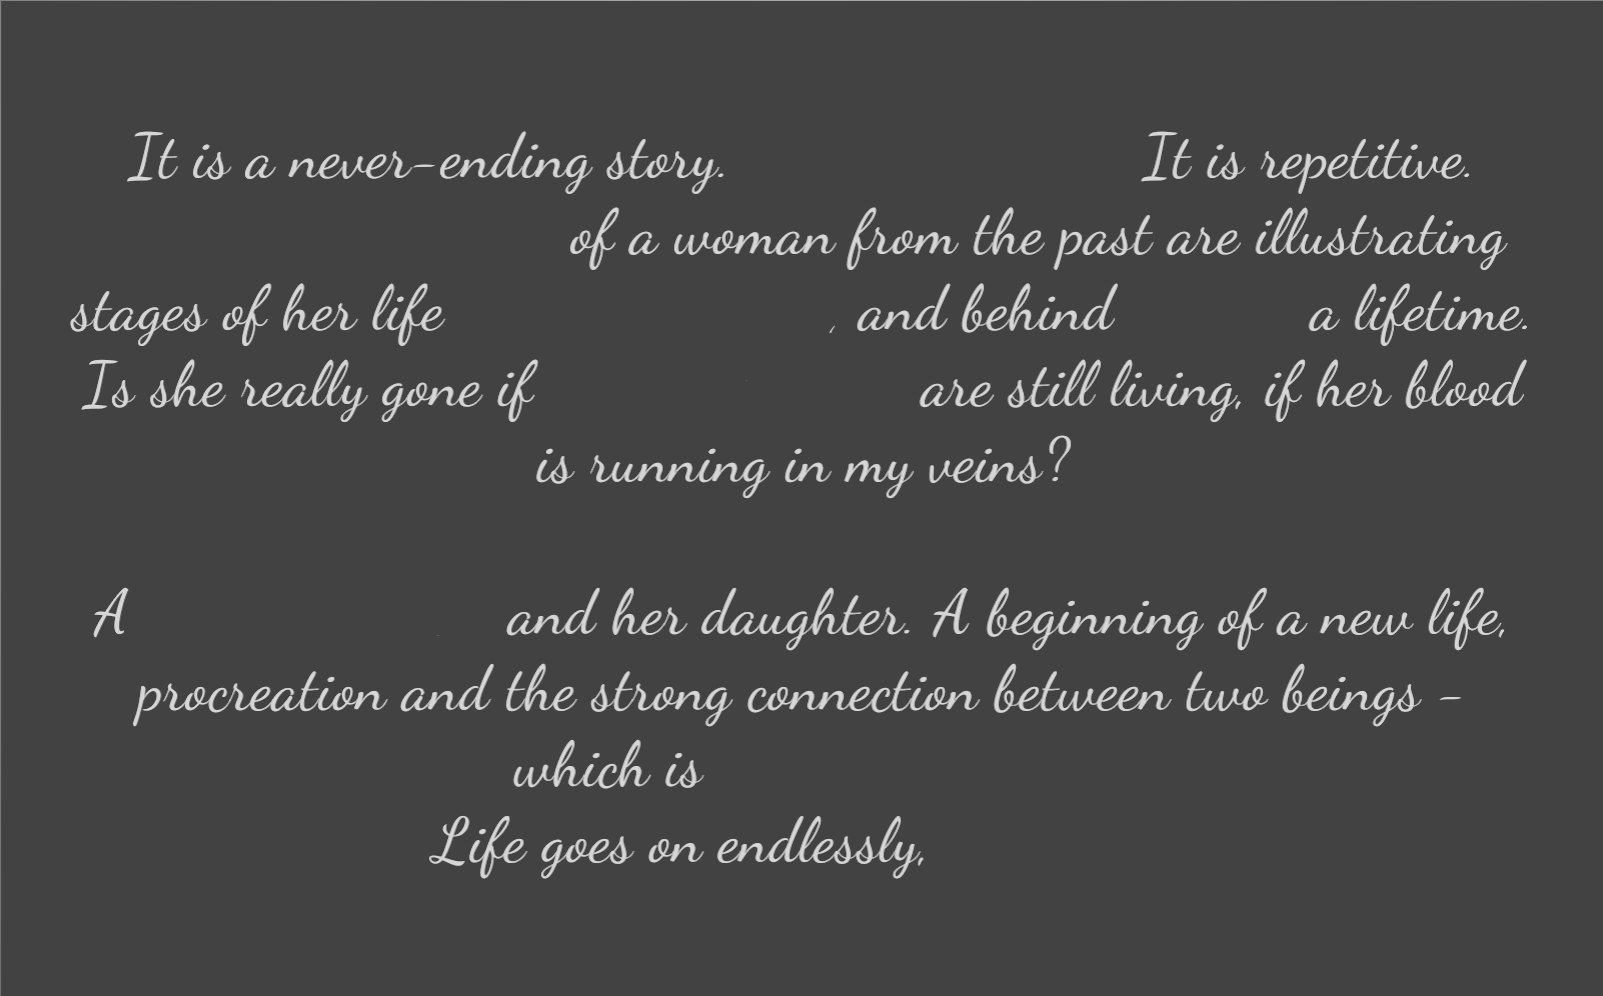 It is a never-ending story. It is repetitive.
of a woman from the past are illustrating
stages of her life , and behind a lifetime.
Is she really gone if are still living, if her blood
is running in my veins?
A and her daughter. A beginning of a new life,
procreation and the strong connection between two beings -
which is
Life goes on endlessly,